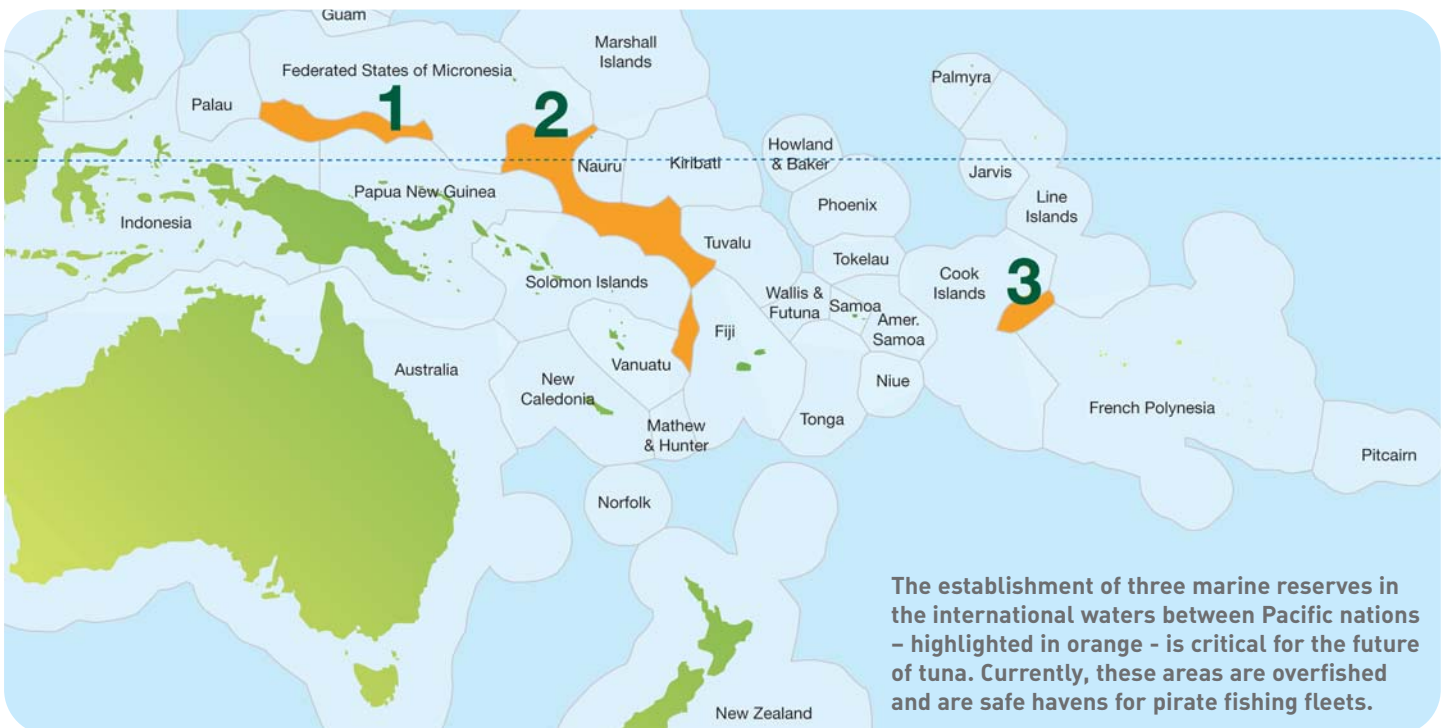 Guam
Marshall
Islands
Federated States of Micronesia
Palmyra
Palau
1
2
Howland
& Baker
Nauru
Kiribati
Jarvis
Papua New Guinea
Line
Islands
Phoenix
Indonesia
Tuvalu
Tokelau
Solomon Islands
Cook
Islands
3
Wallis &
Futuna
Samoa
Amer.
Samoa
Fiji
Vanuatu
Australia
New
Caledonia
Niue
French Polynesia
Tonga
Mathew
& Hunter
Pitcairn
Norfolk
The establishment of three marine reserves in
the international waters between Pacific nations
– highlighted in orange - is critical for the future
of tuna. Currently, these areas are overfished
and are safe havens for pirate fishing fleets.
New Zealand